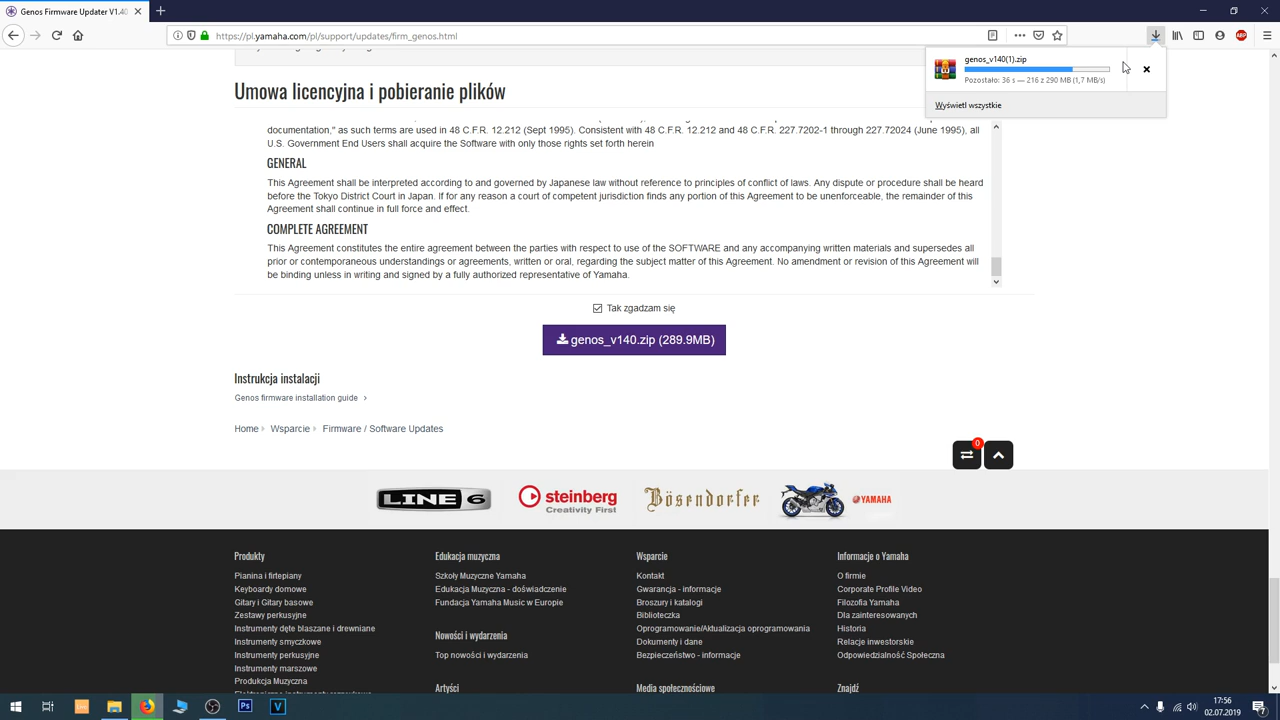 Genos Firmware Updater V1.40
https://pl.yamaha.com/pl/support/updates/firm_genos.html
ABP
genos_v140(1).zip
Pozostało: 36 s — 216 z 290 MB (1,7 MB/s)
Wyświetl wszystkie
Umowa licencyjna i pobieranie plików
documentation," as such terms are used in 48 C.F.R. 12.212 (Sept 1995). Consistent with 48 C.F.R. 12.212 and 48 C.F.R. 227.7202-1 through 227.72024 (June 1995), all
U.S. Government End Users shall acquire the Software with only those rights set forth herein
GENERAL
This Agreement shall be interpreted according to and governed by Japanese law without reference to principles of conflict of laws. Any dispute or procedure shall be heard
before the Tokyo District Court in Japan. If for any reason a court of competent jurisdiction finds any portion of this Agreement to be unenforceable, the remainder of this
Agreement shall continue in full force and effect.
COMPLETE AGREEMENT
This Agreement constitutes the entire agreement between the parties with respect to use of the SOFTWARE and any accompanying written materials and supersedes all
prior or contemporaneous understandings or agreements, written or oral, regarding the subject matter of this Agreement. No amendment or revision of this Agreement will
be binding unless in writing and signed by a fully authorized representative of Yamaha.
Tak zgadzam się
genos_v140.zip (289.9MB)
Instrukcja instalacji
Genos firmware installation guide
Home Wsparcie Firmware / Software Updates
0
LINE 6 steinberg Creativity First Bösendorfer YAMAHA
Produkty
Pianina i firtepiany
Keyboardy domowe
Gitary i Gitary basowe
Zestawy perkusyjne
Instrumenty dęte blaszane i drewniane
Instrumenty smyczkowe
Instrumenty perkusyjne
Instrumenty marszowe
Produkcja Muzyczna
Edukacja muzyczna
Szkoły Muzyczne Yamaha
Edukacja Muzyczna - doświadczenie
Fundacja Yamaha Music w Europie
Nowości i wydarzenia
Top nowości i wydarzenia
Artyści
Wsparcie
Kontakt
Gwarancja - informacje
Broszury i katalogi
Biblioteczka
Oprogramowanie/Aktualizacja oprogramowania
Dokumenty i dane
Bezpieczeństwo - informacje
Media społecznościowe
Informacje o Yamaha
O firmie
Corporate Profile Video
Filozofia Yamaha
Dla zainteresowanych
Historia
Relacje inwestorskie
Odpowiedzialność Społeczna
Znajdź
Live
Ps
V
17:56
02.07.2019